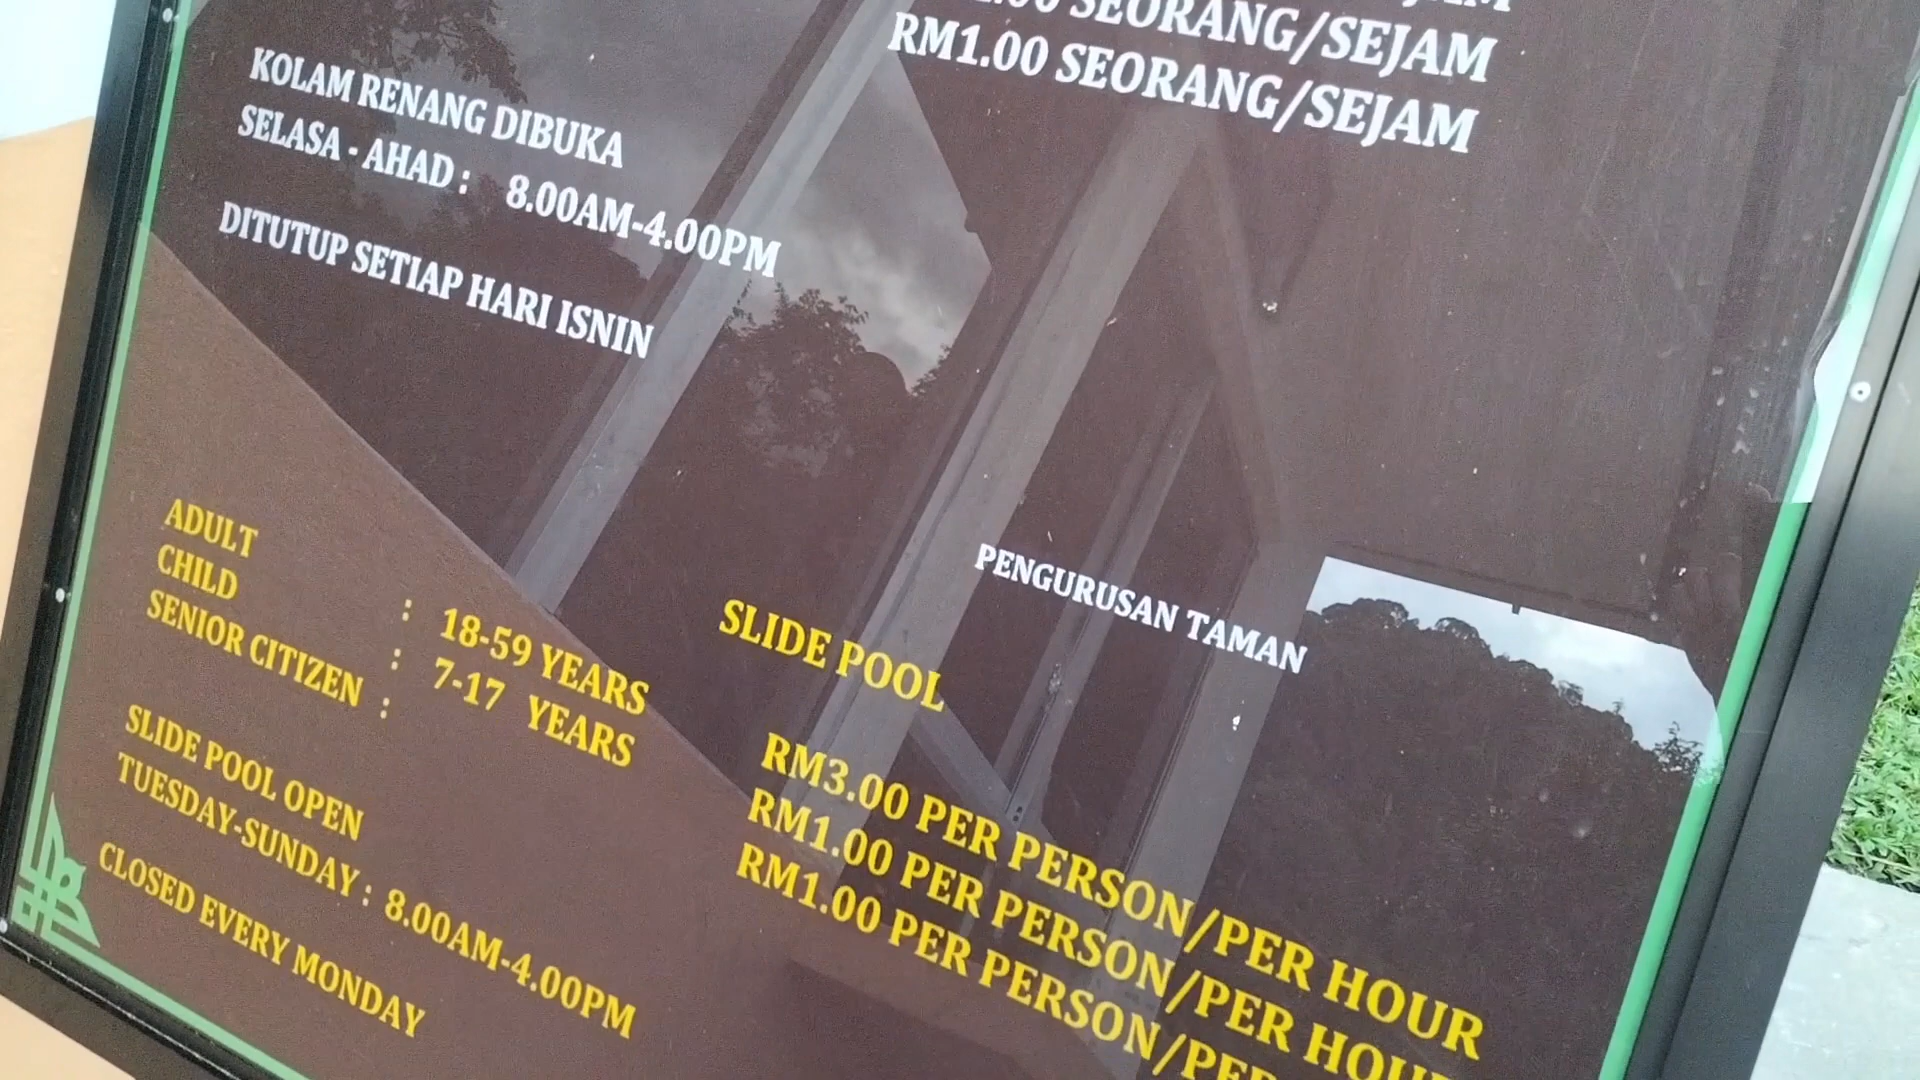 SEORANG/SEJAM
RM1.00 SEORANG/SEJAM
KOLAM RENANG DIBUKA
SELASA - AHAD : 8.00AM-4.00PM
DITUTUP SETIAP HARI ISNIN
PENGURUSAN TAMAN
SLIDE POOL
ADULT : 18-59 YEARS RM3.00 PER PERSON/PER HOUR
CHILD : 7-17 YEARS RM1.00 PER PERSON/PER HOUR
SENIOR CITIZEN : RM1.00 PER PERSON/PER
SLIDE POOL OPEN
TUESDAY-SUNDAY : 8.00AM-4.00PM
CLOSED EVERY MONDAY